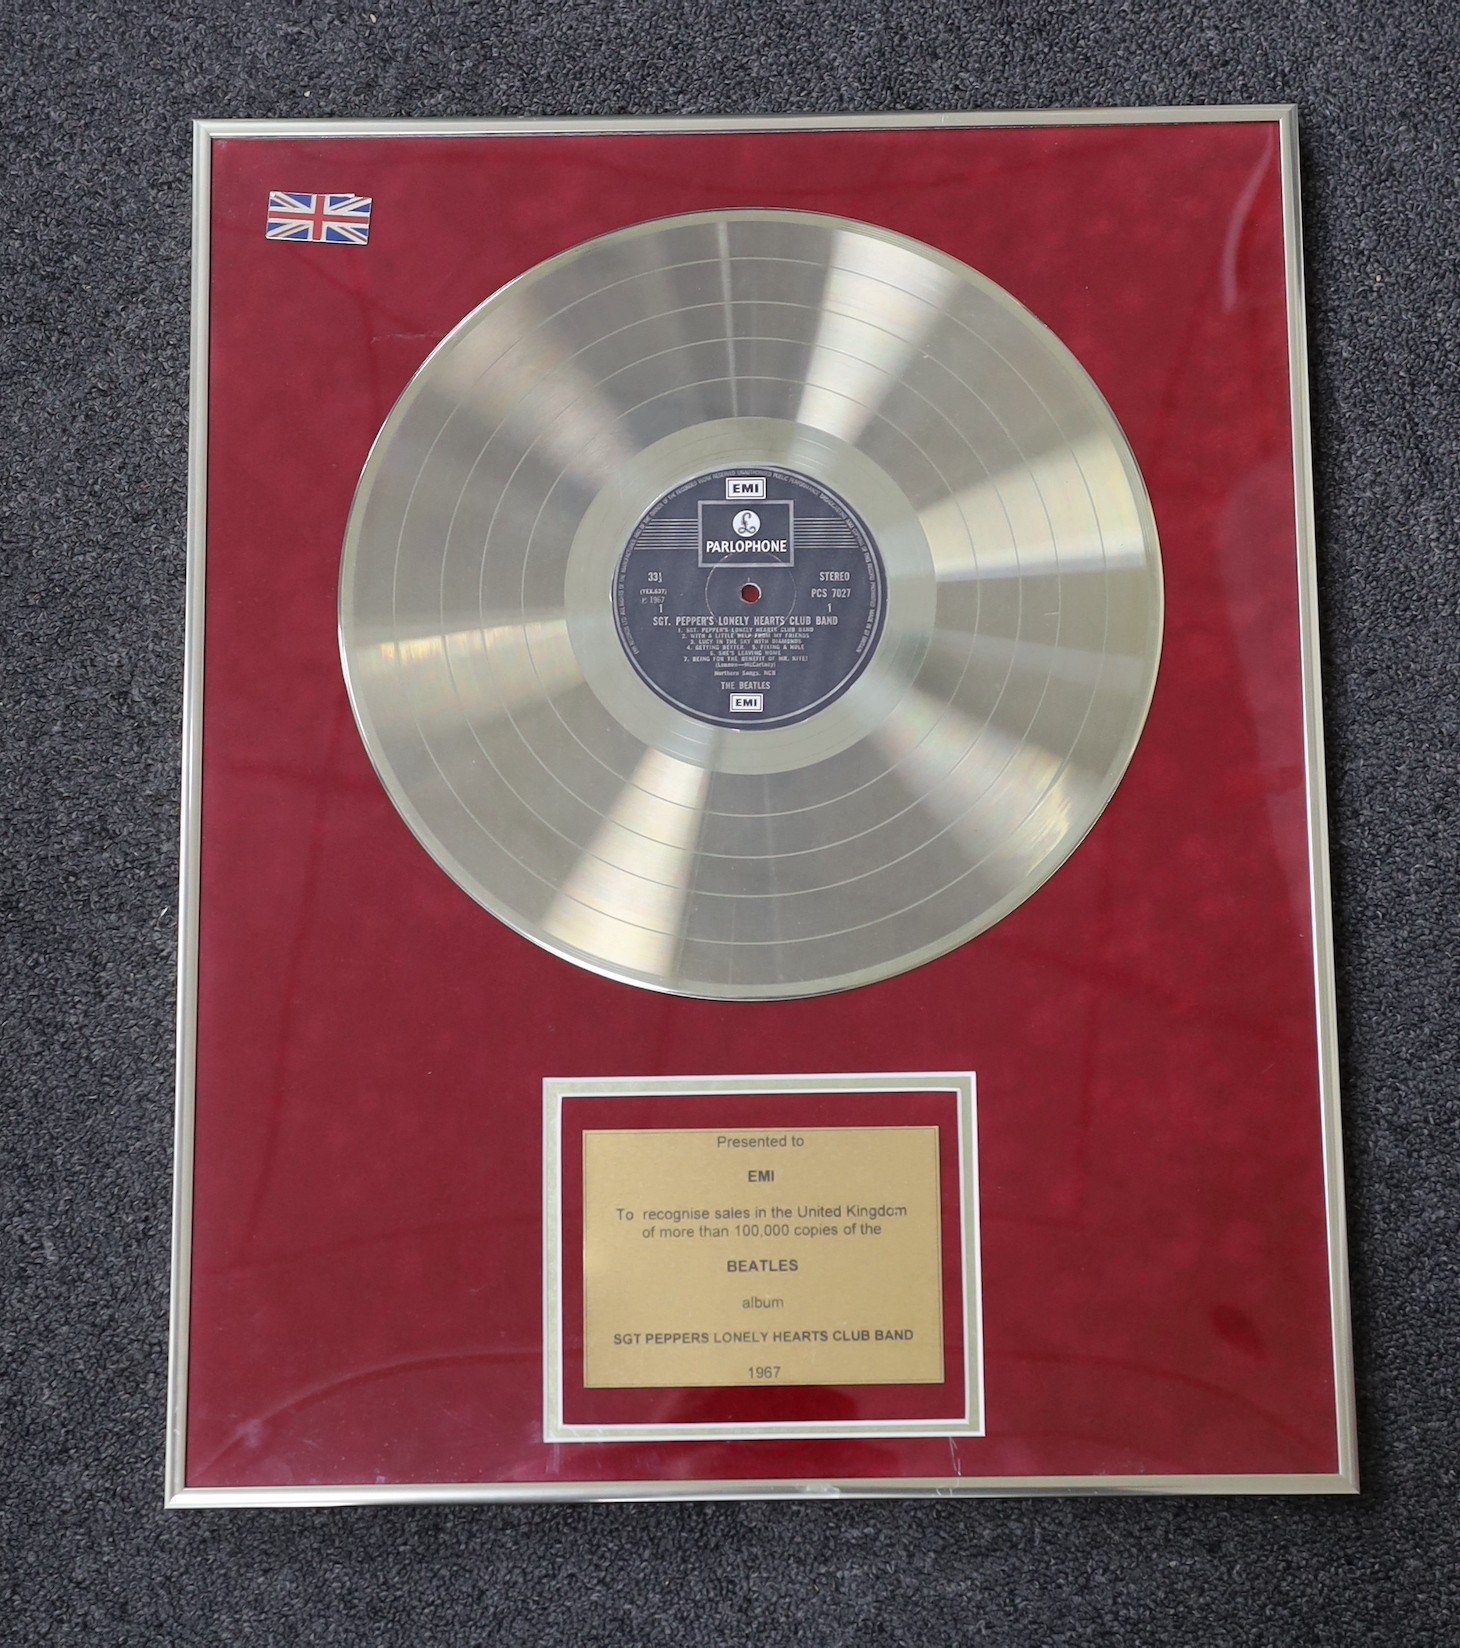 EMI
£
PARLOPHONE
33⅓ STEREO
(YEX.637) PCS 7027
℗ 1967
1 1
SGT. PEPPER'S LONELY HEARTS CLUB BAND
1. SGT. PEPPER'S LONELY HEARTS CLUB BAND
2. WITH A LITTLE HELP FROM MY FRIENDS
3. LUCY IN THE SKY WITH DIAMONDS
4. GETTING BETTER. 5. FIXING A HOLE
6. SHE'S LEAVING HOME
7. BEING FOR THE BENEFIT OF MR. KITE!
(Lennon—McCartney)
Northern Songs, NCB
THE BEATLES
EMI
Presented to
EMI
To recognise sales in the United Kingdom
of more than 100,000 copies of the
BEATLES
album
SGT PEPPERS LONELY HEARTS CLUB BAND
1967